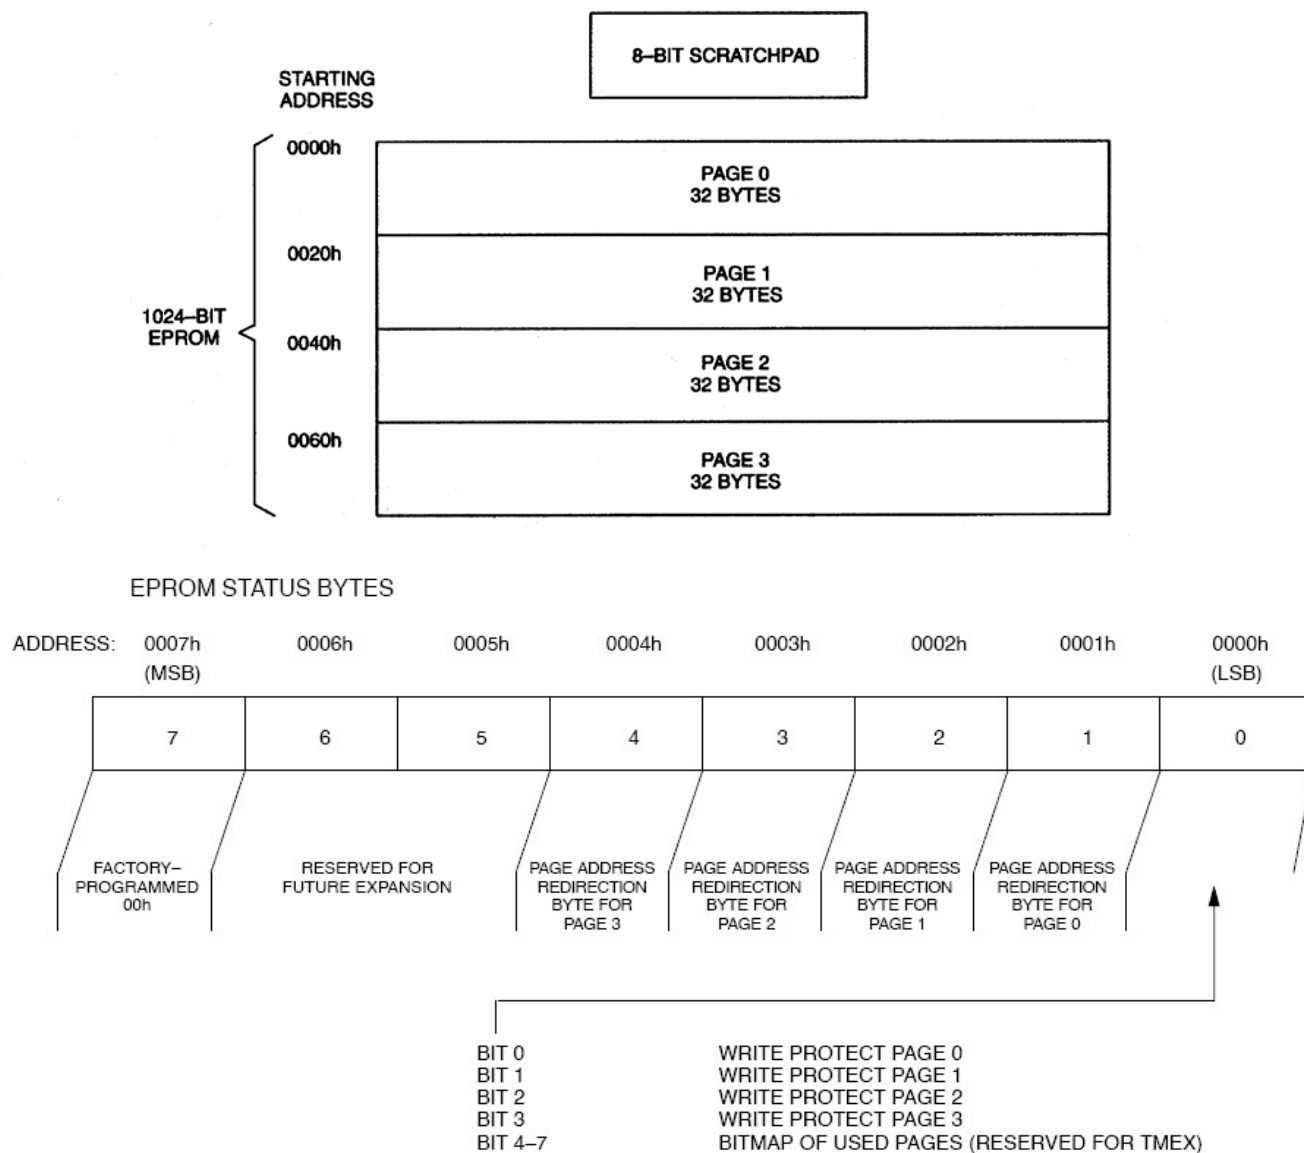 8–BIT SCRATCHPAD
STARTING
ADDRESS
0000h
PAGE 0
32 BYTES
0020h
PAGE 1
32 BYTES
1024–BIT
EPROM
0040h
PAGE 2
32 BYTES
0060h
PAGE 3
32 BYTES
EPROM STATUS BYTES
ADDRESS: 0007h 0006h 0005h 0004h 0003h 0002h 0001h 0000h
(MSB) (LSB)
7 6 5 4 3 2 1 0
FACTORY–
PROGRAMMED
00h
RESERVED FOR
FUTURE EXPANSION
PAGE ADDRESS
REDIRECTION
BYTE FOR
PAGE 3
PAGE ADDRESS
REDIRECTION
BYTE FOR
PAGE 2
PAGE ADDRESS
REDIRECTION
BYTE FOR
PAGE 1
PAGE ADDRESS
REDIRECTION
BYTE FOR
PAGE 0
BIT 0 WRITE PROTECT PAGE 0
BIT 1 WRITE PROTECT PAGE 1
BIT 2 WRITE PROTECT PAGE 2
BIT 3 WRITE PROTECT PAGE 3
BIT 4–7 BITMAP OF USED PAGES (RESERVED FOR TMEX)